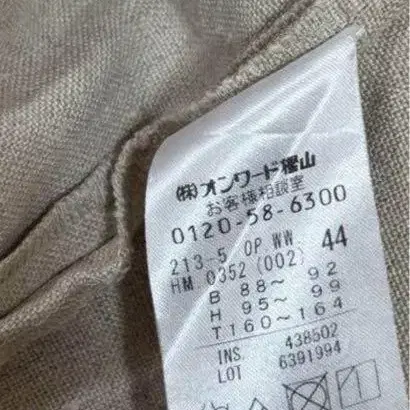 ㈱オンワード樫山
お客様相談室
0120-58-6300
213-5 OP WW 44
HM 0352 (002)
B 88～ 92
H 95～ 99
T160～164
INS. 438502
LOT 6391994